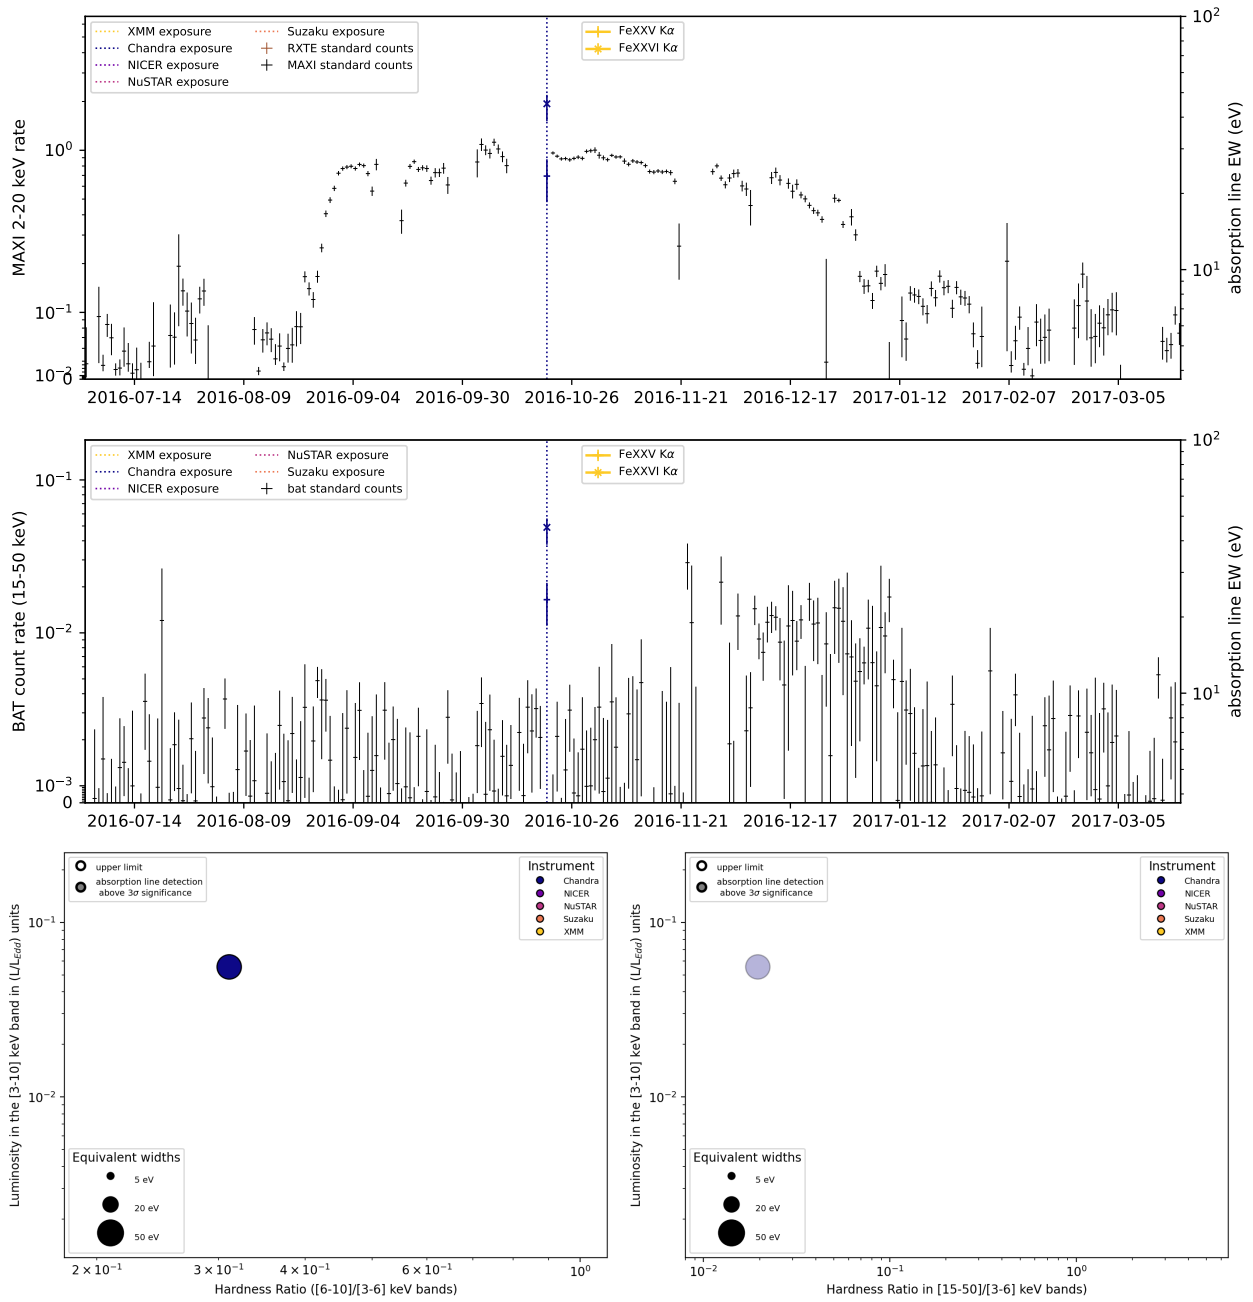 XMM exposure
Chandra exposure
NICER exposure
NuSTAR exposure
Suzaku exposure
RXTE standard counts
MAXI standard counts
FeXXV Kα
FeXXVI Kα
MAXI 2-20 keV rate
10⁰
10⁻¹
10⁻²
0
10²
10¹
absorption line EW (eV)
2016-07-14 2016-08-09 2016-09-04 2016-09-30 2016-10-26 2016-11-21 2016-12-17 2017-01-12 2017-02-07 2017-03-05
XMM exposure
Chandra exposure
NICER exposure
NuSTAR exposure
Suzaku exposure
bat standard counts
FeXXV Kα
FeXXVI Kα
BAT count rate (15-50 keV)
10⁻¹
10⁻²
10⁻³
0
10²
10¹
absorption line EW (eV)
2016-07-14 2016-08-09 2016-09-04 2016-09-30 2016-10-26 2016-11-21 2016-12-17 2017-01-12 2017-02-07 2017-03-05
upper limit
absorption line detection
above 3σ significance
Instrument
Chandra
NICER
NuSTAR
Suzaku
XMM
Luminosity in the [3-10] keV band in (L/L_Edd) units
10⁻¹
10⁻²
Equivalent widths
5 eV
20 eV
50 eV
2 × 10⁻¹ 3 × 10⁻¹ 4 × 10⁻¹ 6 × 10⁻¹ 10⁰
Hardness Ratio ([6-10]/[3-6] keV bands)
upper limit
absorption line detection
above 3σ significance
Instrument
Chandra
NICER
NuSTAR
Suzaku
XMM
Luminosity in the [3-10] keV band in (L/L_Edd) units
10⁻¹
10⁻²
Equivalent widths
5 eV
20 eV
50 eV
10⁻² 10⁻¹ 10⁰
Hardness Ratio in [15-50]/[3-6] keV bands)